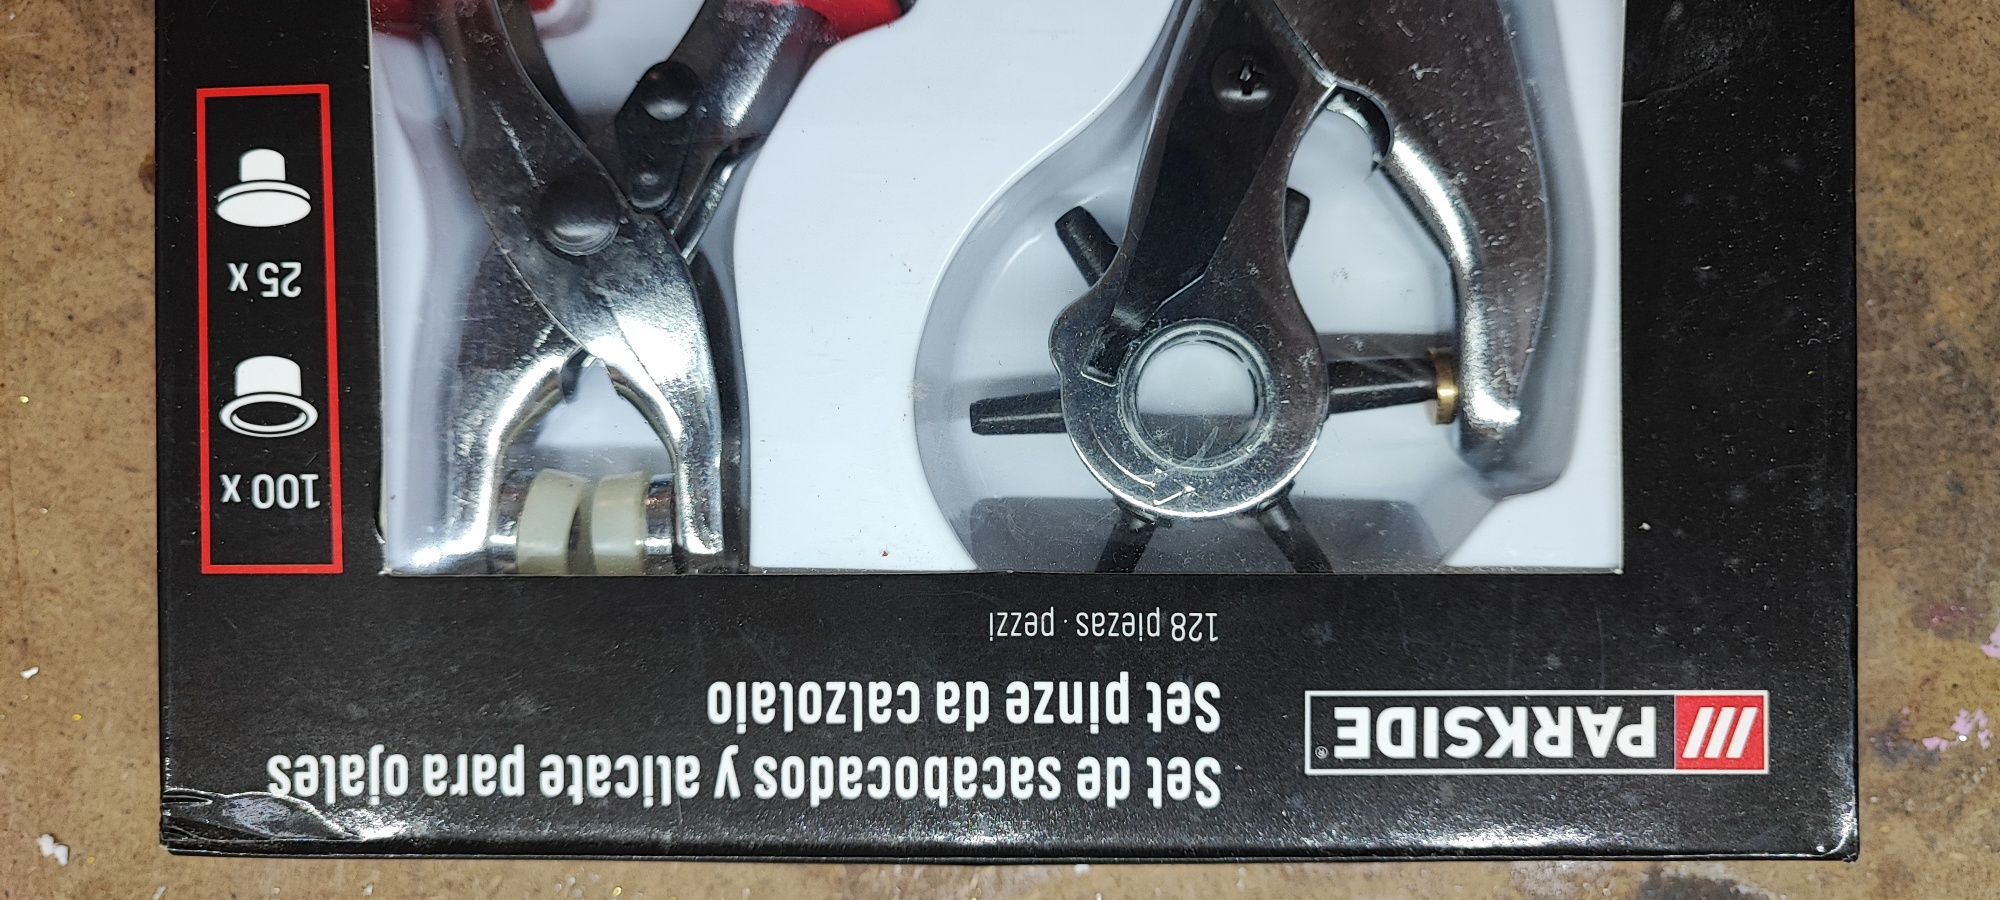 PARKSIDE®
Set de sacabocados y alicate para ojales
Set pinze da calzolaio
128 piezas · pezzi
100 x
25 x